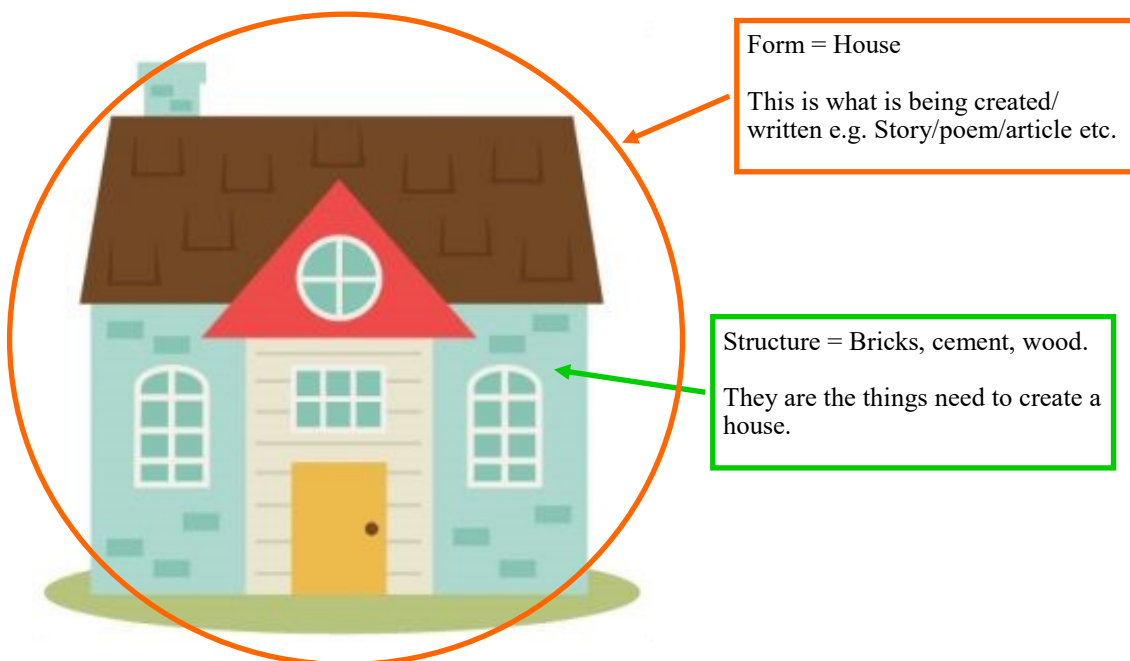 Form = House
This is what is being created/
written e.g. Story/poem/article etc.
Structure = Bricks, cement, wood.
They are the things need to create a
house.